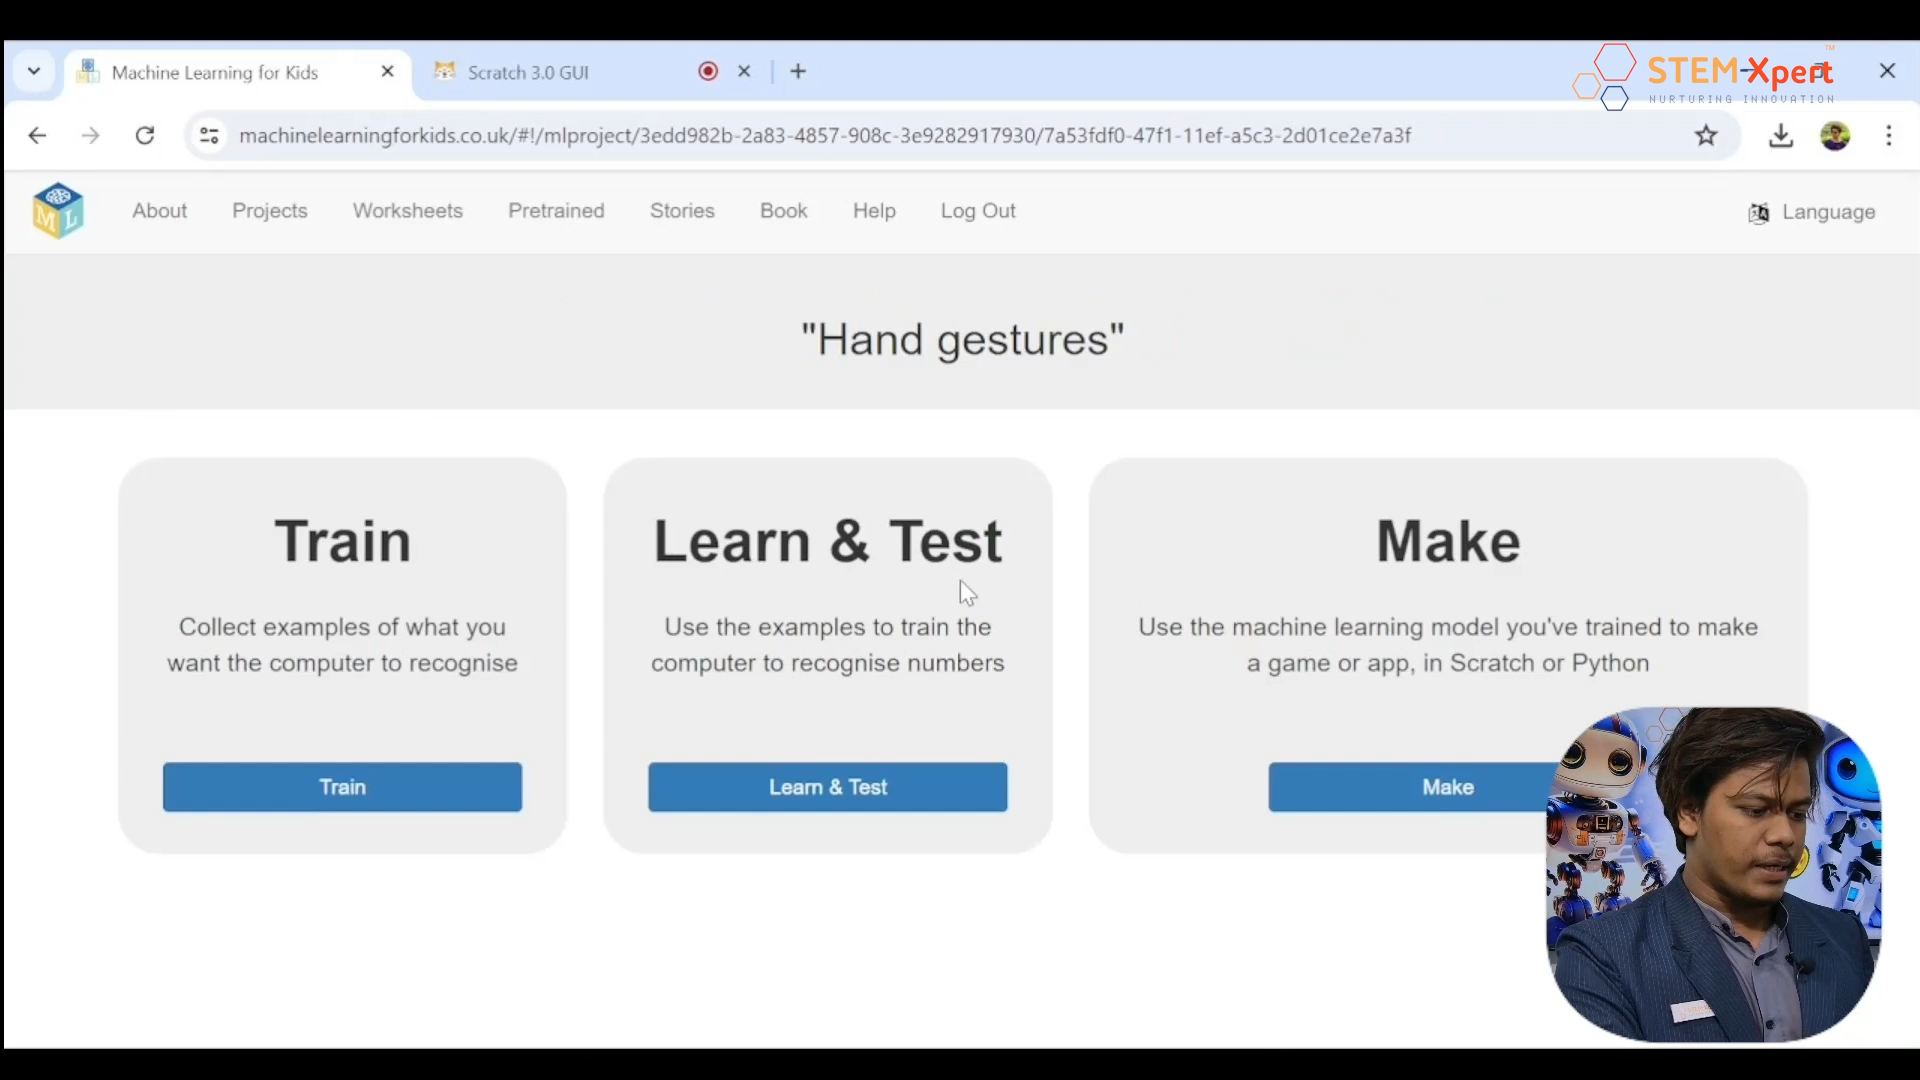 Machine Learning for Kids
Scratch 3.0 GUI
STEM-Xpert
TM
NURTURING INNOVATION
machinelearningforkids.co.uk/#!/mlproject/3edd982b-2a83-4857-908c-3e9282917930/7a53fdf0-47f1-11ef-a5c3-2d01ce2e7a3f
ML
About
Projects
Worksheets
Pretrained
Stories
Book
Help
Log Out
Language
"Hand gestures"
Train
Collect examples of what you
want the computer to recognise
Train
Learn & Test
Use the examples to train the
computer to recognise numbers
Learn & Test
Make
Use the machine learning model you've trained to make
a game or app, in Scratch or Python
Make